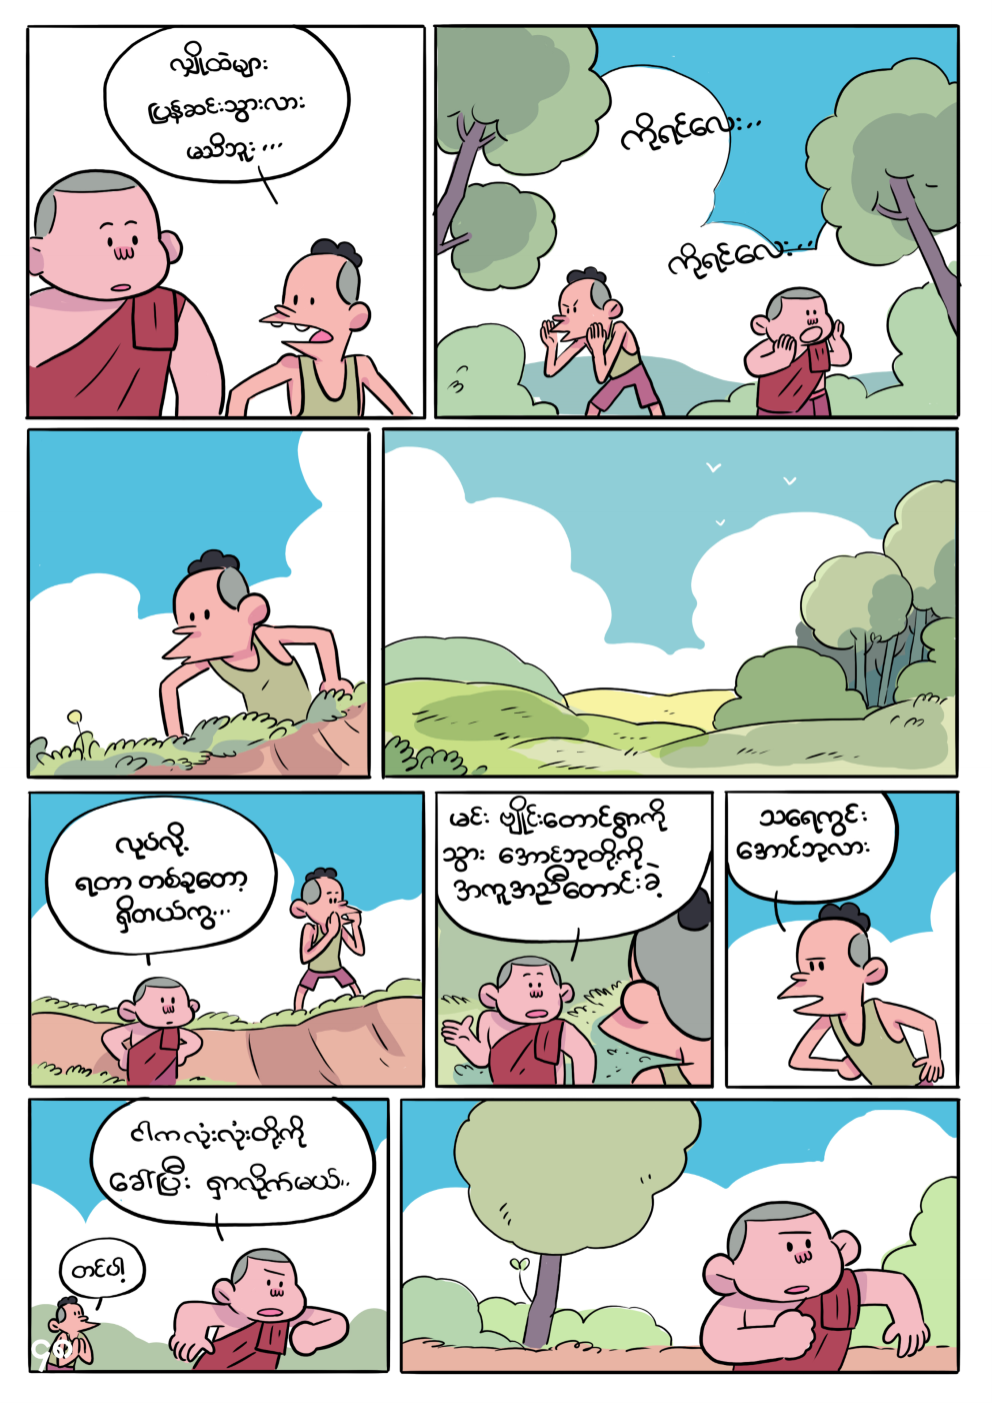 လျှိုထဲများ
ပြန်ဆင်းသွားလား
မသိဘူး...
ကိုရင်လေး...
ကိုရင်လေး...
လုပ်လို့
ရတာ တစ်ခုတော့
ရှိတယ်ကွ...
မင်း ဗျိုင်းတောင်ရွာကို
သွား အောင်ဘုတို့ကို
အကူအညီတောင်းခဲ့
သရေကွင်း
အောင်ဘုလား
ငါက လုံးလုံးတို့ကို
ခေါ်ပြီး ရှာလိုက်မယ်..
တင်ပါ့
၄၈